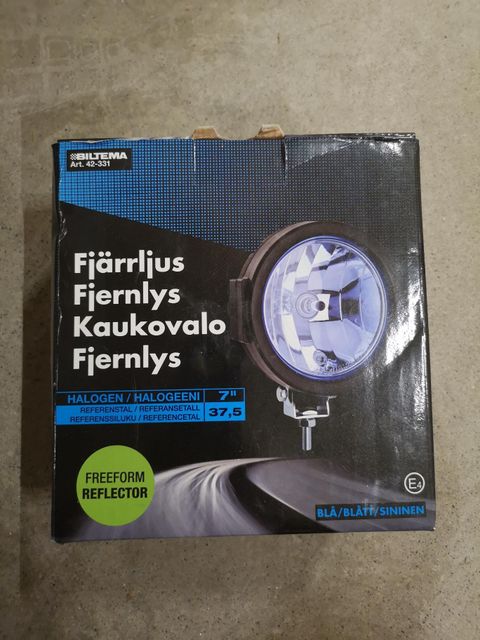 BILTEMA
Art. 42-331
Fjärrljus
Fjernlys
Kaukovalo
Fjernlys
HALOGEN / HALOGEENI 7"
REFERENSTAL / REFERANSETALL
REFERENSSILUKU / REFERENCETAL 37,5
FREEFORM
REFLECTOR
E4
BLÅ/BLÅTT/SININEN